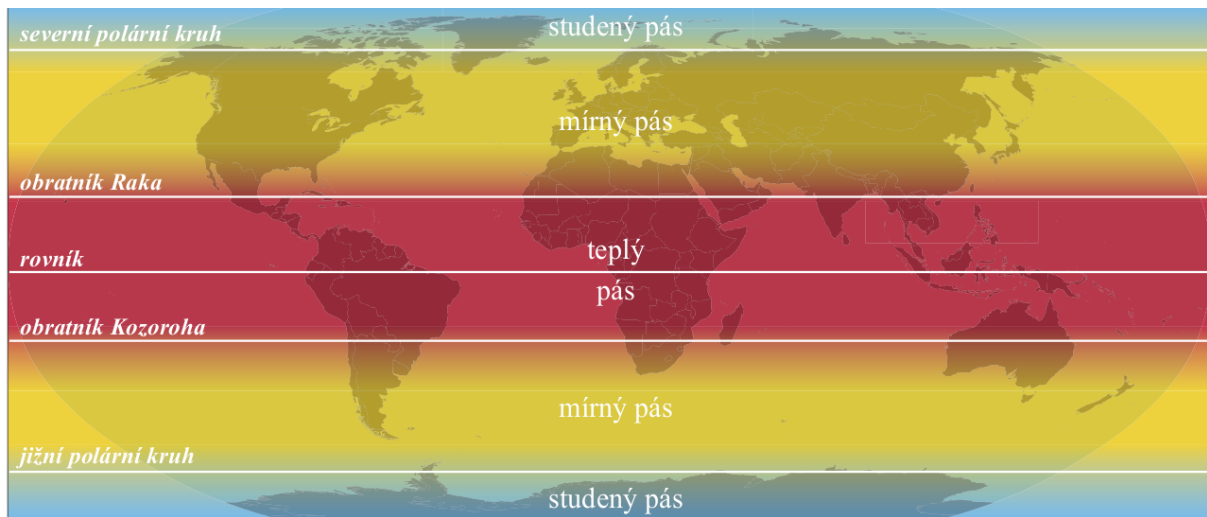 studený pás
severní polární kruh
mírný pás
obratník Raka
teplý
rovník
pás
obratník Kozoroha
mírný pás
jižní polární kruh
studený pás